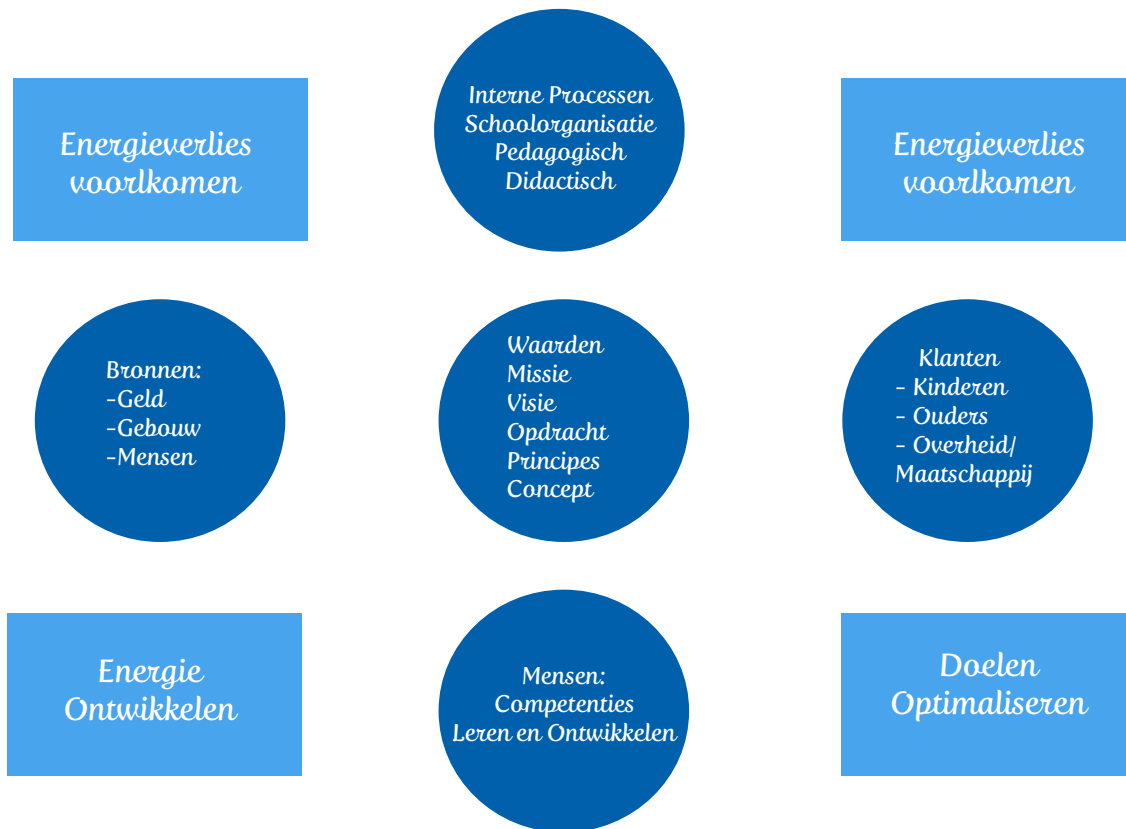 Energieverlies
voorlkomen
Interne Processen
Schoolorganisatie
Pedagogisch
Didactisch
Energieverlies
voorlkomen
Bronnen:
-Geld
-Gebouw
-Mensen
Waarden
Missie
Visie
Opdracht
Principes
Concept
Klanten
- Kinderen
- Ouders
- Overheid/
Maatschappij
Energie
Ontwikkelen
Mensen:
Competenties
Leren en Ontwikkelen
Doelen
Optimaliseren